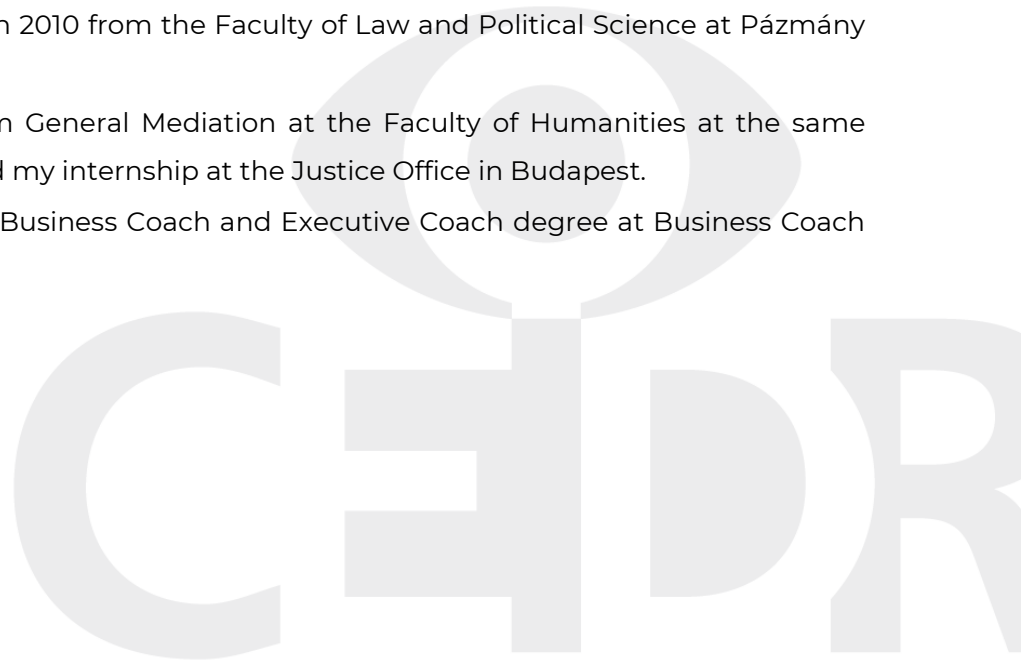 n 2010 from the Faculty of Law and Political Science at Pázmány
m General Mediation at the Faculty of Humanities at the same
d my internship at the Justice Office in Budapest.
Business Coach and Executive Coach degree at Business Coach
CEDR